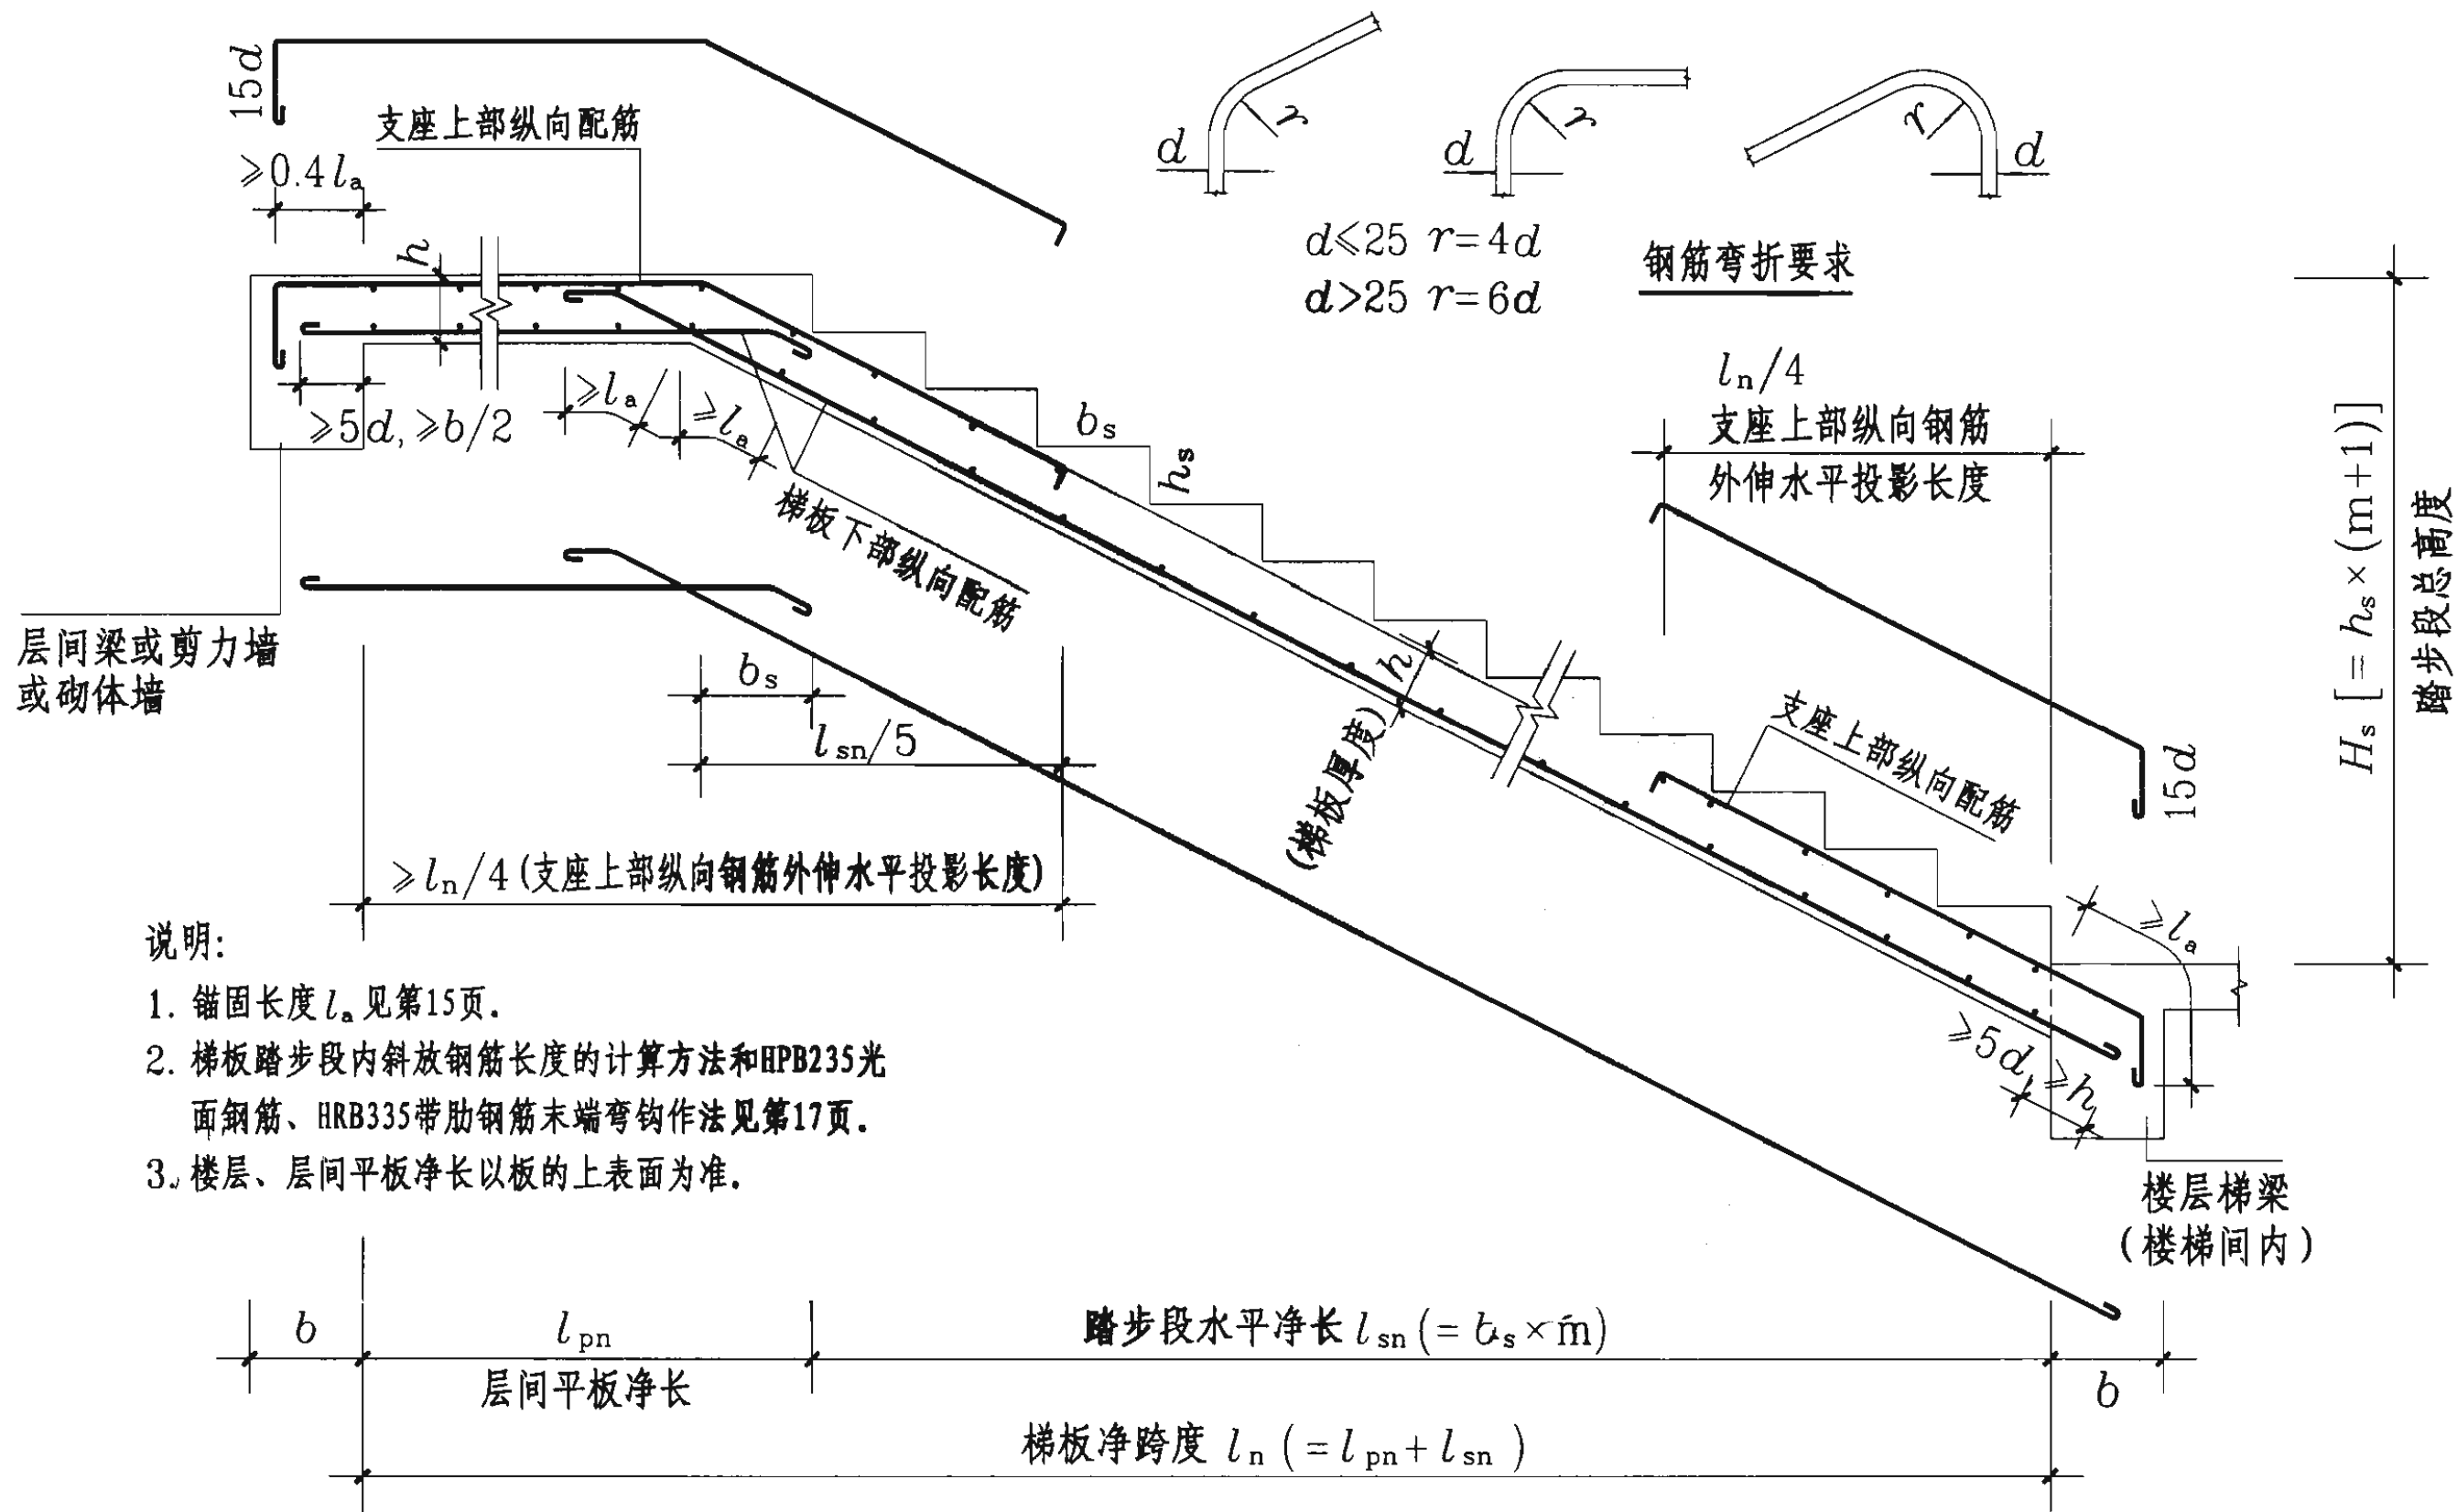 15d
支座上部纵向配筋
≥0.4lₐ
h
d
r
d
r
r
d
d≤25 r=4d
d>25 r=6d
钢筋弯折要求
≥5d, ≥b/2
≥lₐ
≥lₐ
bₛ
hₛ
lₙ/4
支座上部纵向钢筋
外伸水平投影长度
Hₛ[=hₛ×(m+1)]
踏步段总高度
梯板下部纵向配筋
层间梁或剪力墙
或砌体墙
bₛ
lₛₙ/5
h
(梯板厚度)
支座上部纵向配筋
15d
≥lₙ/4(支座上部纵向钢筋外伸水平投影长度)
≥lₐ
≥5d, ≥h
说明:
1. 锚固长度lₐ见第15页.
2. 梯板踏步段内斜放钢筋长度的计算方法和HPB235光
面钢筋、HRB335带肋钢筋末端弯钩作法见第17页.
3. 楼层、层间平板净长以板的上表面为准.
楼层梯梁
(楼梯间内)
b
lₚₙ
层间平板净长
踏步段水平净长 lₛₙ(=bₛ×m)
b
梯板净跨度 lₙ(=lₚₙ+lₛₙ)